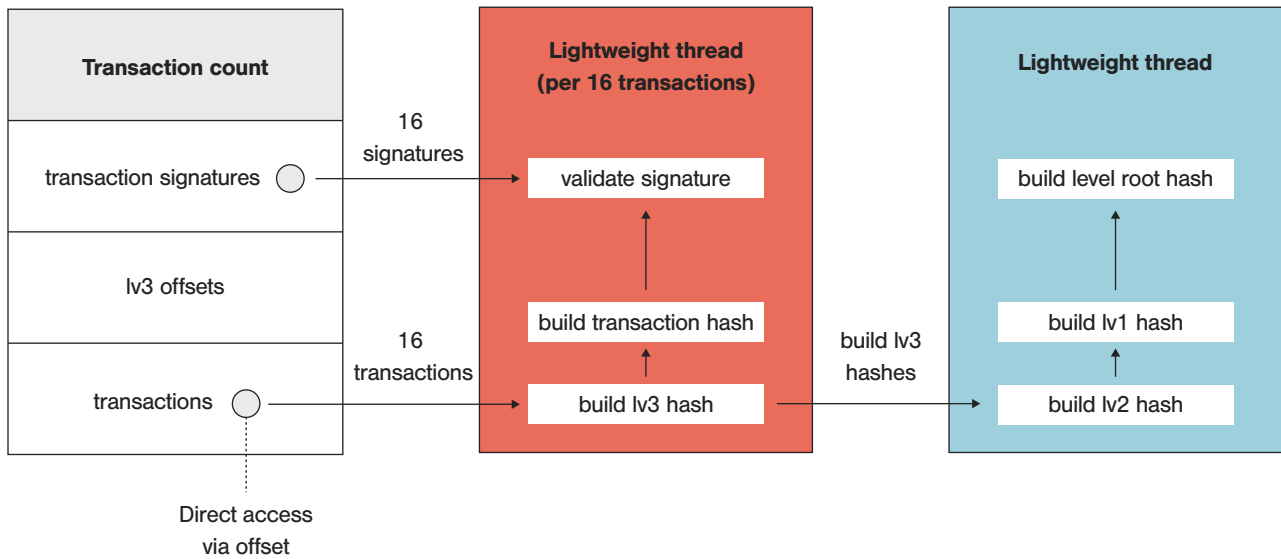 Transaction count
transaction signatures
lv3 offsets
transactions
Direct access
via offset
16
signatures
16
transactions
Lightweight thread
(per 16 transactions)
validate signature
build transaction hash
build lv3 hash
build lv3
hashes
Lightweight thread
build level root hash
build lv1 hash
build lv2 hash